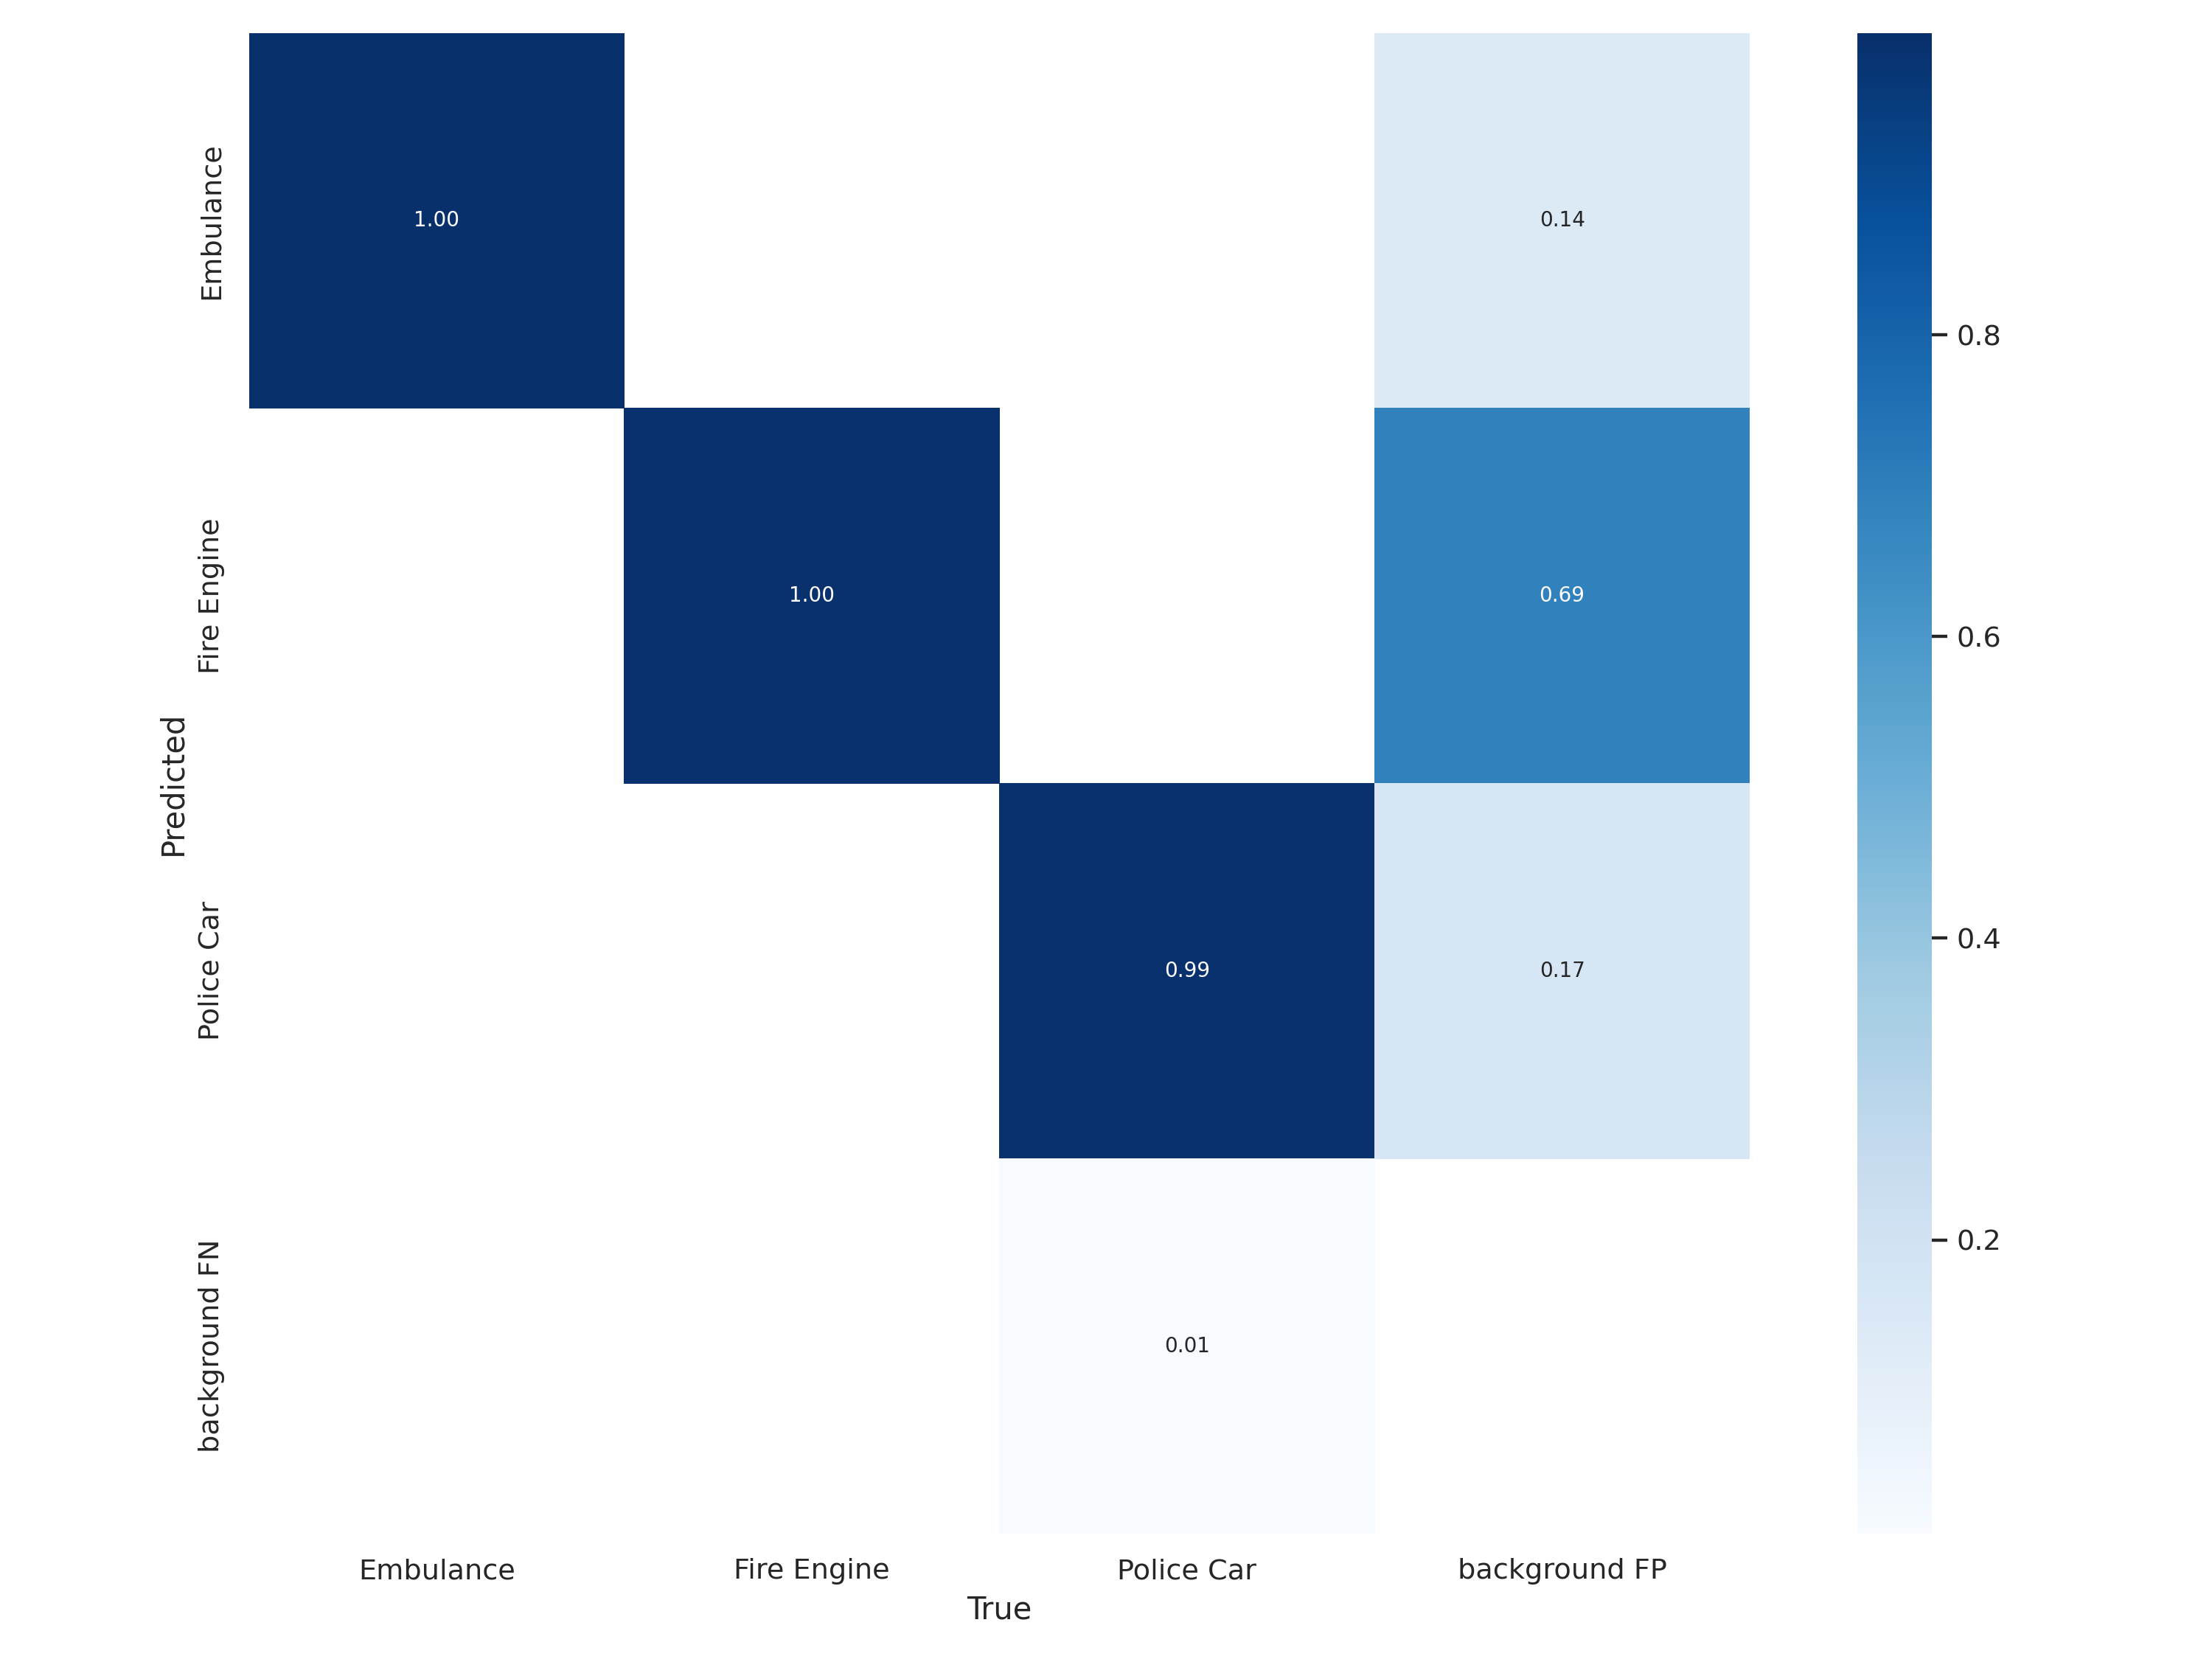 Embulance
1.00
0.14
0.8
Fire Engine
1.00
0.69
0.6
Predicted
Police Car
0.99
0.17
0.4
background FN
0.01
0.2
Embulance
Fire Engine
Police Car
background FP
True